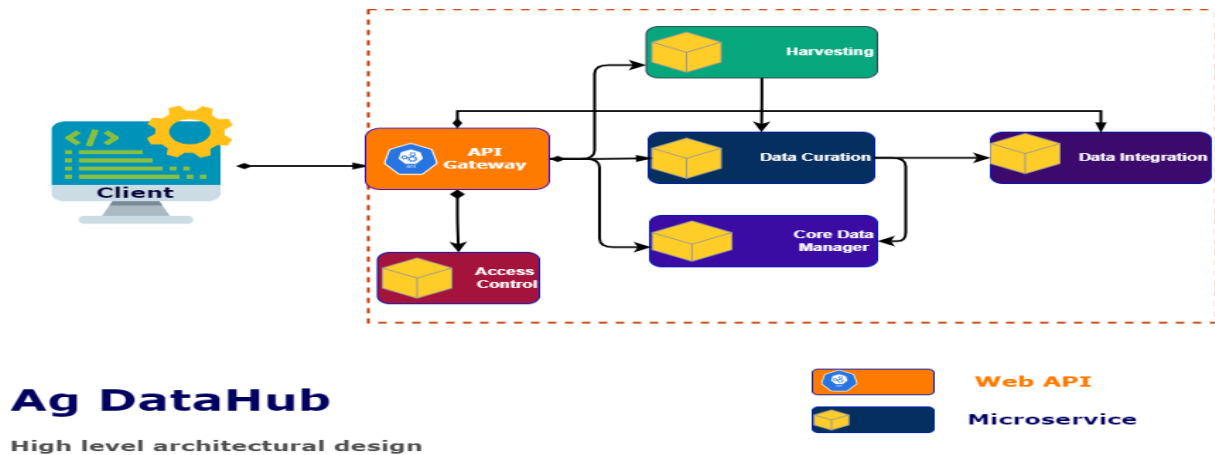 Harvesting
</>
API
Gateway
Data Curation
Data Integration
Client
Core Data
Manager
Access
Control
Ag DataHub
High level architectural design
Web API
Microservice